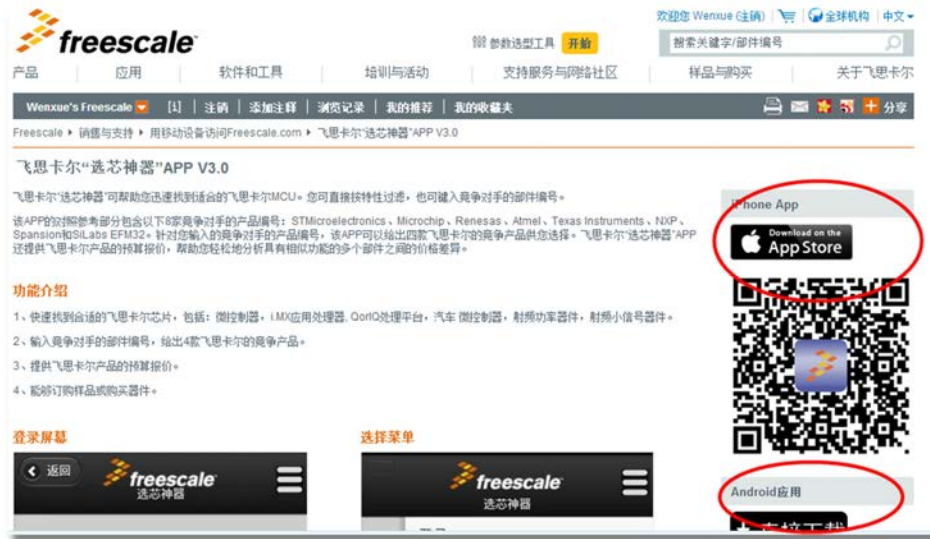 欢迎您 Wenxue (注销) 全球机构 中文
freescale
参数选型工具 开始 搜索关键字/部件编号
产品 应用 软件和工具 培训与活动 支持服务与网络社区 样品与购买 关于飞思卡尔
Wenxue's Freescale [1] 注销 添加注释 浏览记录 我的推荐 我的收藏夹 分享
Freescale 销售与支持 用移动设备访问Freescale.com 飞思卡尔"选芯神器"APP V3.0
飞思卡尔“选芯神器”APP V3.0
飞思卡尔"选芯神器"可帮助您迅速找到适合的飞思卡尔MCU。您可直接按特性过滤，也可键入竞争对手的部件编号。
该APP的对照参考部分包含以下8家竞争对手的产品编号：STMicroelectronics、Microchip、Renesas、Atmel、Texas Instruments、NXP、
Spansion和SiLabs EFM32。针对您输入的竞争对手的产品编号，该APP可以给出四款飞思卡尔的竞争产品供您选择。飞思卡尔"选芯神器"APP
还提供飞思卡尔产品的预算报价，帮助您轻松地分析具有相似功能的多个部件之间的价格差异。
功能介绍
1、快速找到合适的飞思卡尔芯片，包括：微控制器，i.MX应用处理器, QorIQ处理平台，汽车 微控制器，射频功率器件，射频小信号器件。
2、输入竞争对手的部件编号，给出4款飞思卡尔的竞争产品。
3、提供飞思卡尔产品的预算报价。
4、能够订购样品或购买器件。
登录屏幕
返回
freescale
选芯神器
选择菜单
freescale
选芯神器
iPhone App
Download on the
App Store
Android应用
直接下载